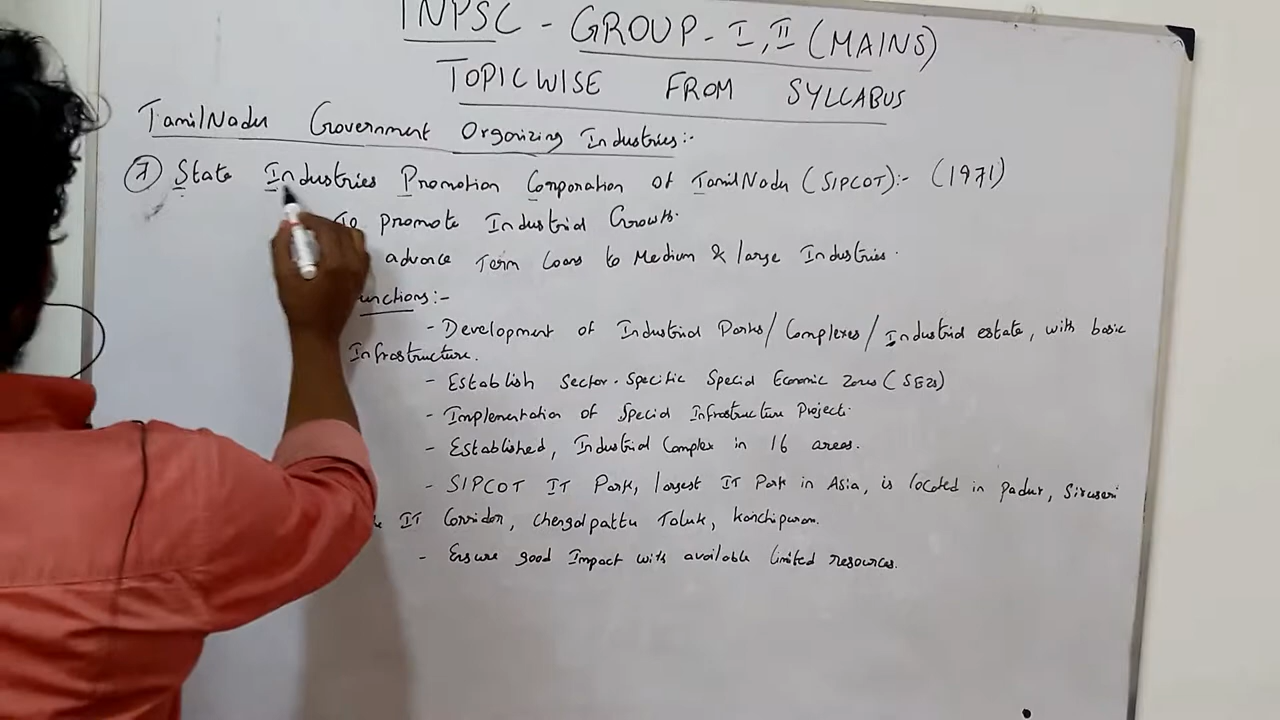 TNPSC - GROUP - I, II (MAINS)
TOPICWISE FROM SYLLABUS
TamilNadu Government Organizing Industries:-
7) State Industries Promotion Corporation of TamilNadu (SIPCOT):- (1971)
To promote Industrial Growth.
advance Term Loans to Medium & large Industries.
unctions:-
- Development of Industrial Parks/Complexes/Industrial estate, with basic
Infrastructure.
- Establish Sector-Specific Special Economic Zones (SEZs)
- Implementation of Special Infrastructure Project.
- Established, Industrial Complex in 16 areas.
- SIPCOT IT Park, largest IT Park in Asia, is located in padur, Siruseri
IT Corridor, Chengalpattu Taluk, Kanchipuram.
- Ensure good Impact with available limited resources.